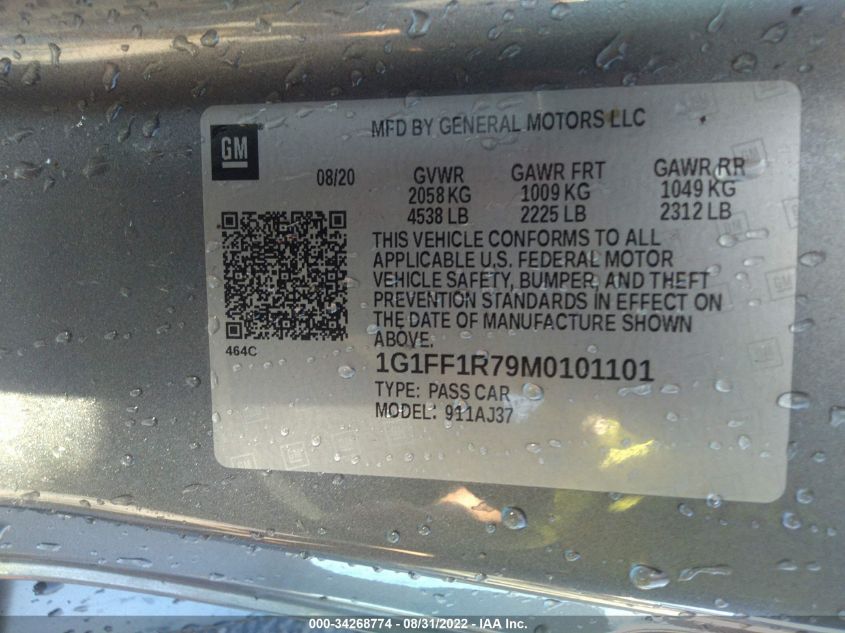 MFD BY GENERAL MOTORS LLC
GM
08/20
GVWR GAWR FRT GAWR RR
2058 KG 1009 KG 1049 KG
4538 LB 2225 LB 2312 LB
THIS VEHICLE CONFORMS TO ALL
APPLICABLE U.S. FEDERAL MOTOR
VEHICLE SAFETY, BUMPER, AND THEFT
PREVENTION STANDARDS IN EFFECT ON
THE DATE OF MANUFACTURE SHOWN
ABOVE.
464C
1G1FF1R79M0101101
TYPE: PASS CAR
MODEL: 911AJ37
000-34268774 - 08/31/2022 - IAA Inc.